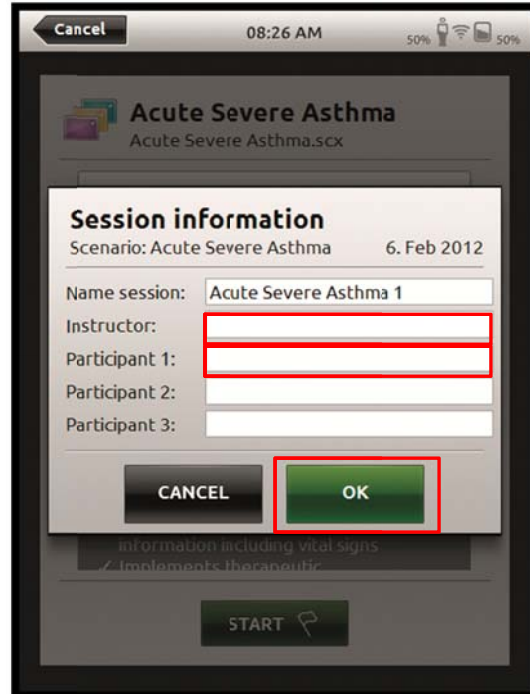 Cancel 08:26 AM 50% 50%
Acute Severe Asthma
Acute Severe Asthma.scx
Session information
Scenario: Acute Severe Asthma 6. Feb 2012
Name session: Acute Severe Asthma 1
Instructor:
Participant 1:
Participant 2:
Participant 3:
CANCEL OK
information including vital signs
✓ Implements therapeutic
START